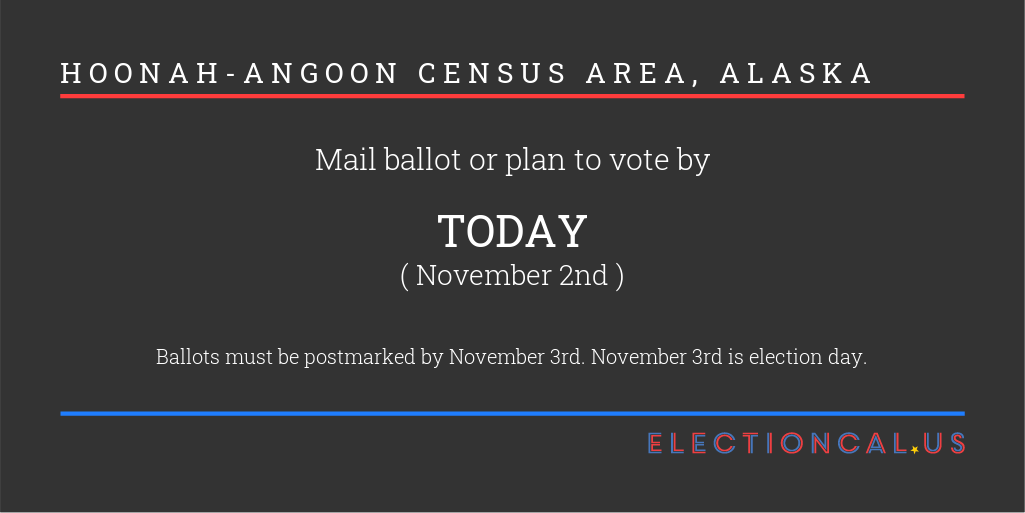 HOONAH-ANGOON CENSUS AREA, ALASKA
Mail ballot or plan to vote by
TODAY
( November 2nd )
Ballots must be postmarked by November 3rd. November 3rd is election day.
ELECTIONCAL.US